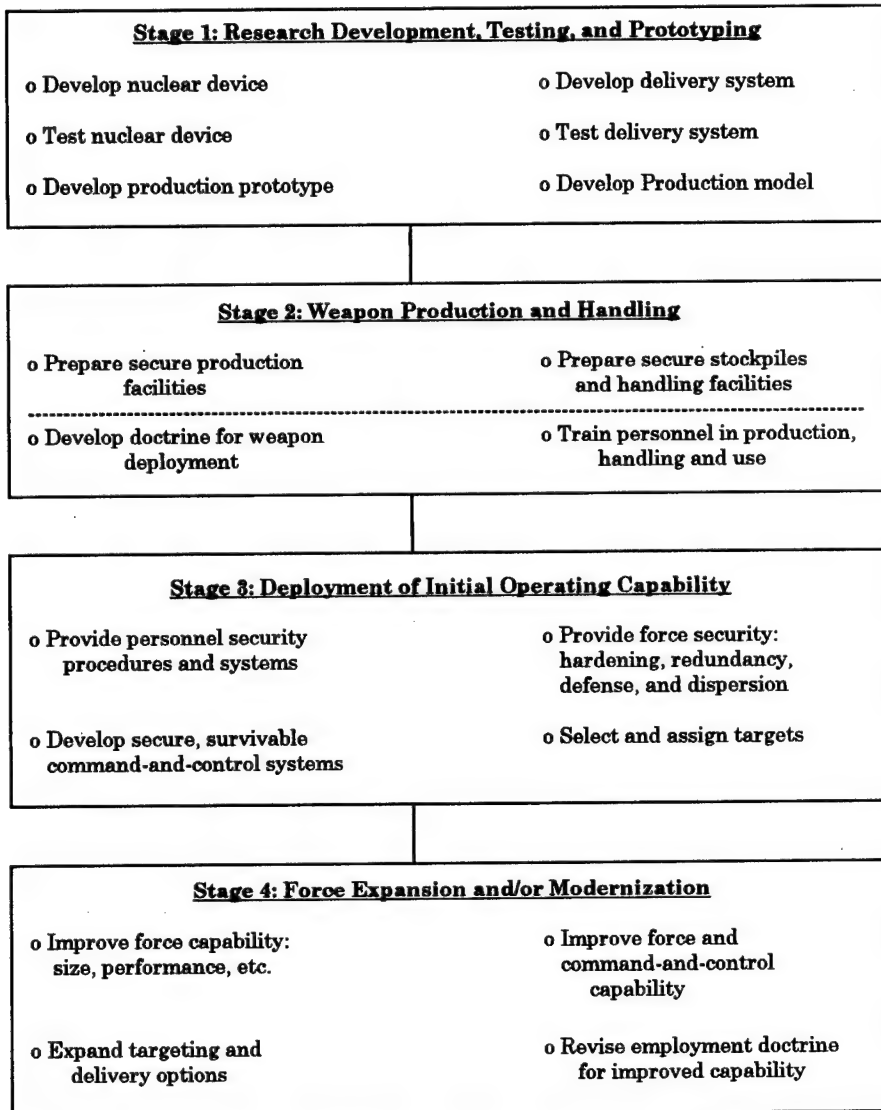 Stage 1: Research Development, Testing, and Prototyping
o Develop nuclear device
o Develop delivery system
o Test nuclear device
o Test delivery system
o Develop production prototype
o Develop Production model
Stage 2: Weapon Production and Handling
o Prepare secure production
facilities
o Prepare secure stockpiles
and handling facilities
o Develop doctrine for weapon
deployment
o Train personnel in production,
handling and use
Stage 3: Deployment of Initial Operating Capability
o Provide personnel security
procedures and systems
o Provide force security:
hardening, redundancy,
defense, and dispersion
o Develop secure, survivable
command-and-control systems
o Select and assign targets
Stage 4: Force Expansion and/or Modernization
o Improve force capability:
size, performance, etc.
o Improve force and
command-and-control
capability
o Expand targeting and
delivery options
o Revise employment doctrine
for improved capability